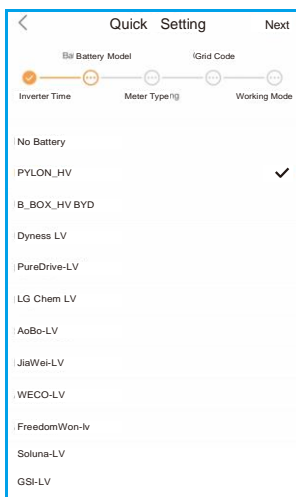 Quick Setting Next
Battery Model Grid Code
Inverter Time Meter Type Working Mode
No Battery
PYLON_HV
B_BOX_HV BYD
Dyness LV
PureDrive-LV
LG Chem LV
AoBo-LV
JiaWei-LV
WECO-LV
FreedomWon-lv
Soluna-LV
GSI-LV